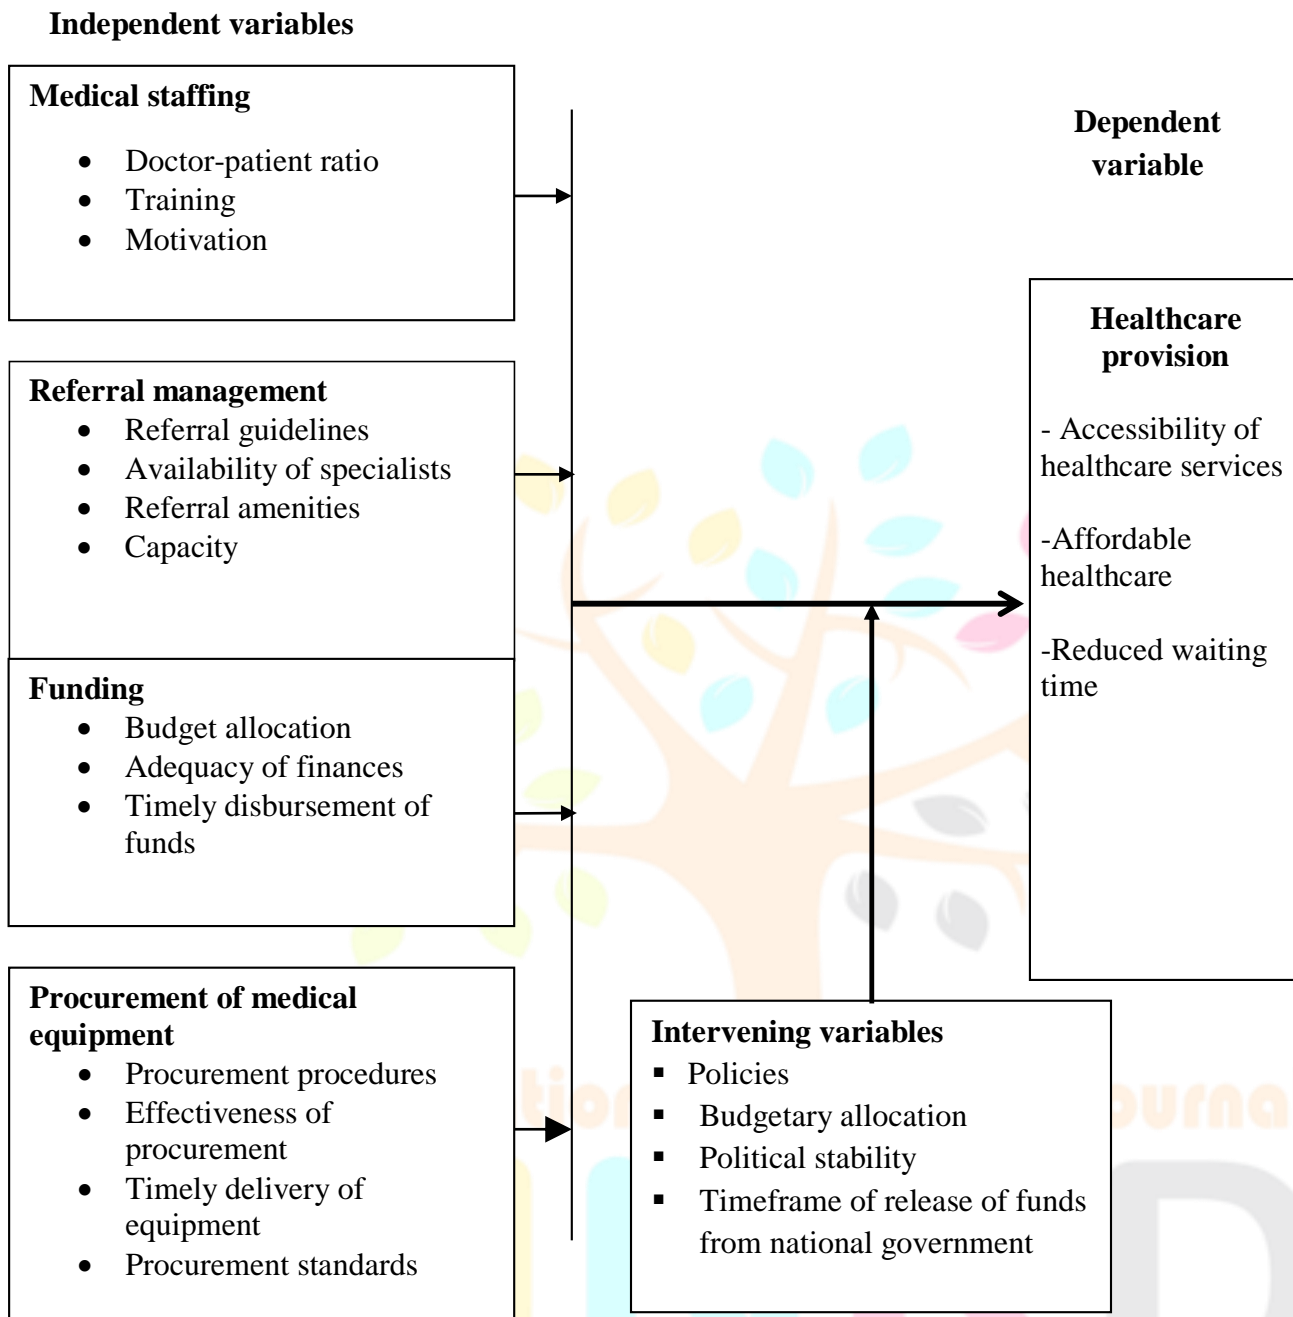 Independent variables
Medical staffing
• Doctor-patient ratio
• Training
• Motivation
Referral management
• Referral guidelines
• Availability of specialists
• Referral amenities
• Capacity
Funding
• Budget allocation
• Adequacy of finances
• Timely disbursement of
funds
Procurement of medical
equipment
• Procurement procedures
• Effectiveness of
procurement
• Timely delivery of
equipment
• Procurement standards
Intervening variables
▪ Policies
▪ Budgetary allocation
▪ Political stability
▪ Timeframe of release of funds
from national government
Dependent
variable
Healthcare
provision
- Accessibility of
healthcare services
-Affordable
healthcare
-Reduced waiting
time